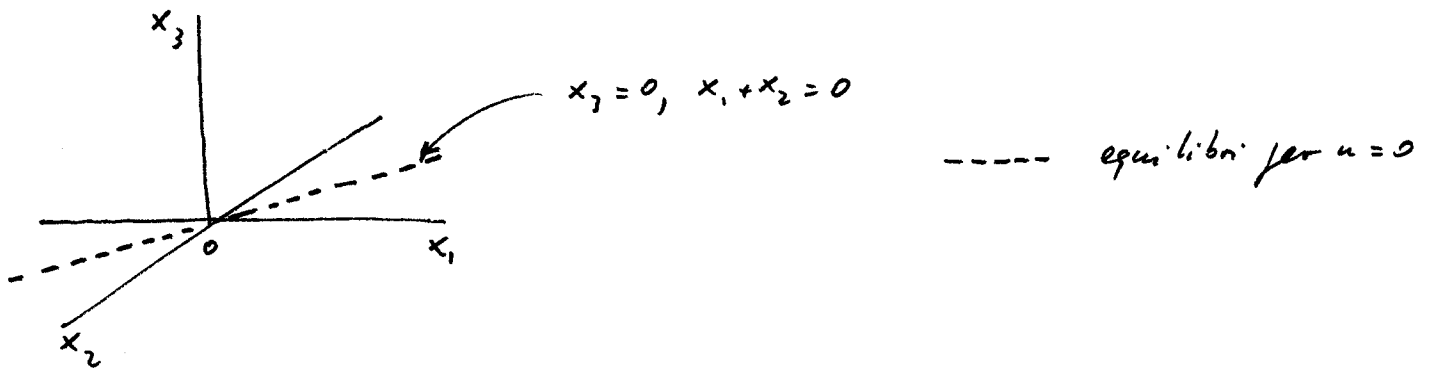 x₃
x₃ = 0, x₁ + x₂ = 0
----- equilibri per u = 0
0
x₁
x₂